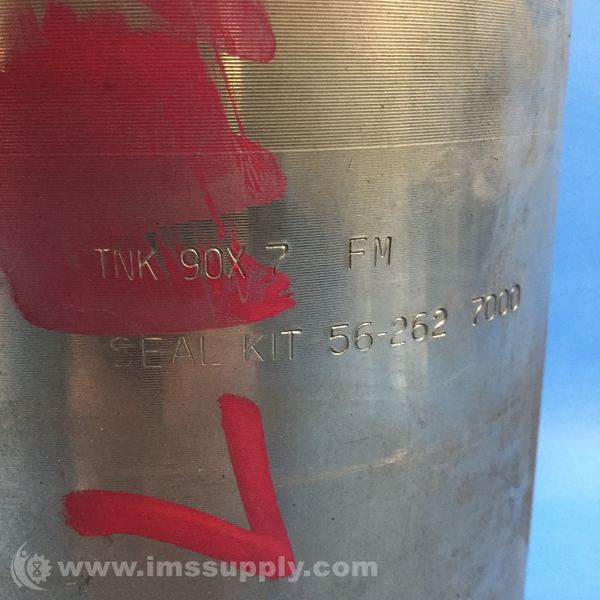 TNK 90X 7 FM
SEAL KIT 56-262 7000
www.imssupply.com